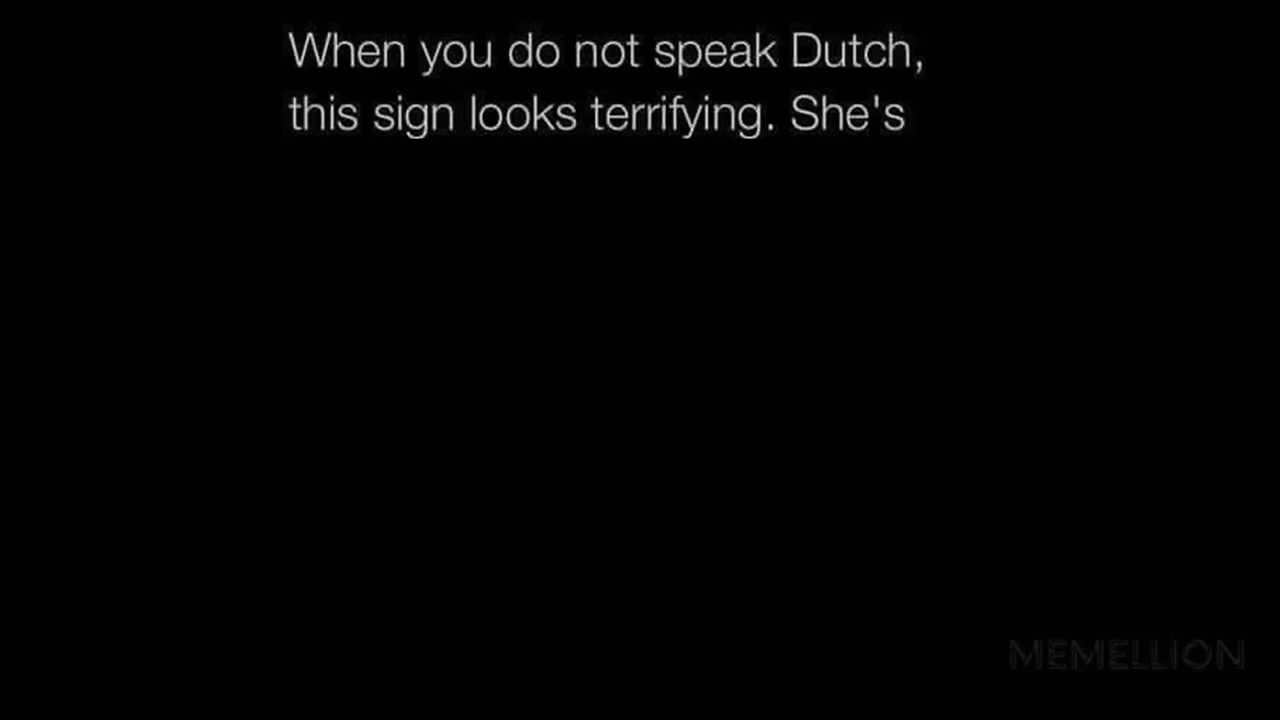 When you do not speak Dutch,
this sign looks terrifying. She's
MEMELLION